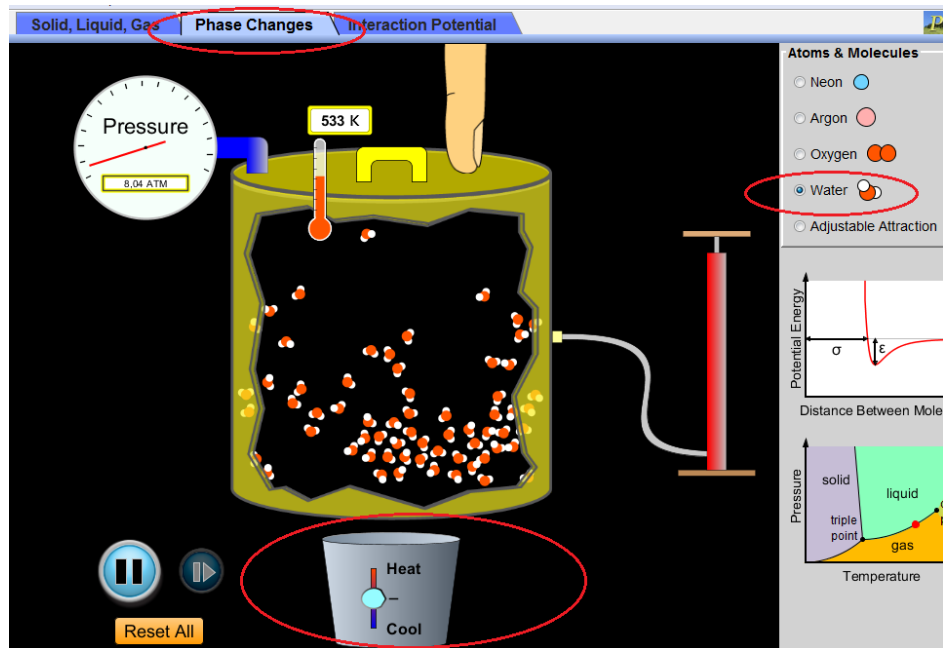 Solid, Liquid, Gas
Phase Changes
Interaction Potential
Pressure
8,04 ATM
533 K
Atoms & Molecules
Neon
Argon
Oxygen
Water
Adjustable Attraction
Potential Energy
σ
ε
Distance Between Mole
Pressure
solid
liquid
triple
point
gas
Temperature
Heat
Cool
Reset All